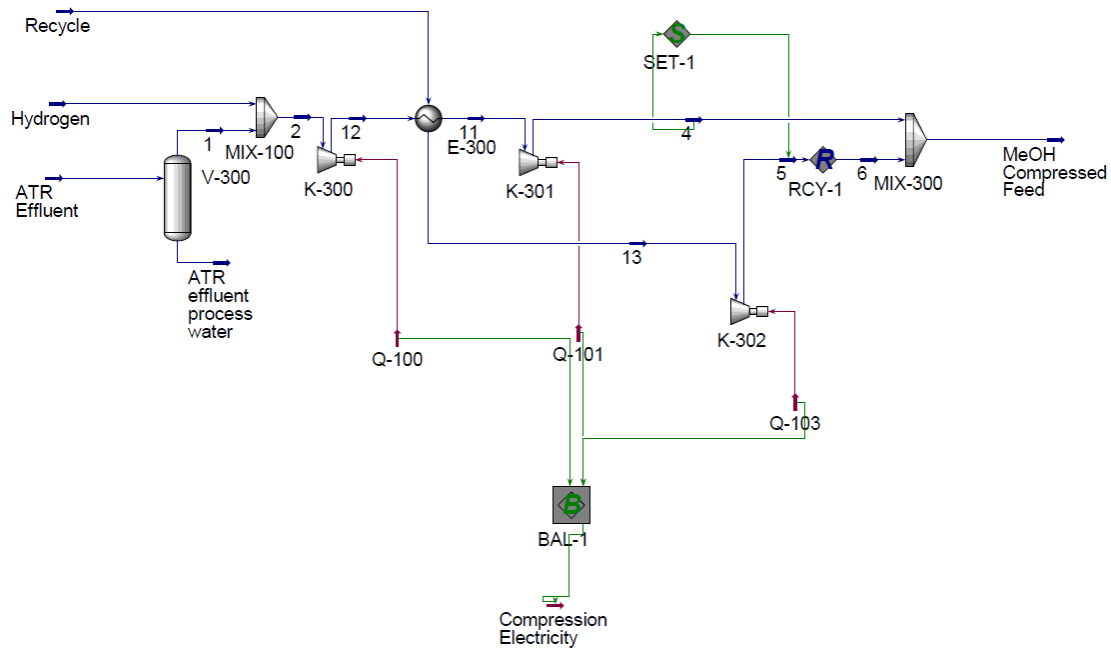 Recycle
SET-1
Hydrogen
1
2
12
11
4
MIX-100
E-300
V-300
K-300
K-301
5
6
MeOH
Compressed
Feed
RCY-1
MIX-300
ATR
Effluent
13
ATR
effluent
process
water
K-302
Q-100
Q-101
Q-103
BAL-1
Compression
Electricity
S
R
B